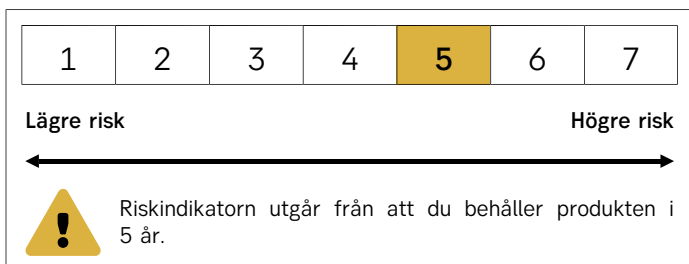 1 2 3 4 5 6 7
Lägre risk Högre risk
Riskindikatorn utgår från att du behåller produkten i
5 år.